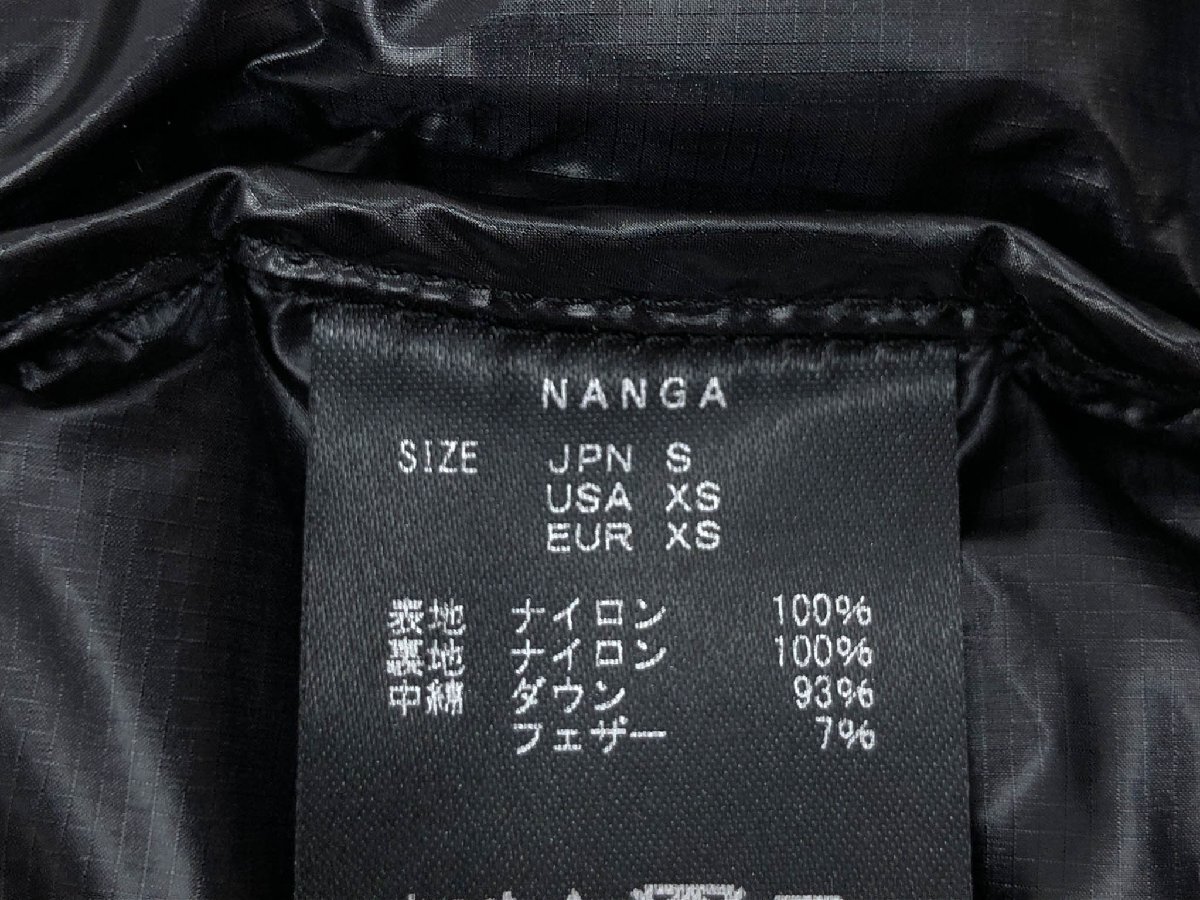 NANGA
SIZE JPN S
USA XS
EUR XS
表地 ナイロン 100%
裏地 ナイロン 100%
中綿 ダウン 93%
フェザー 7%